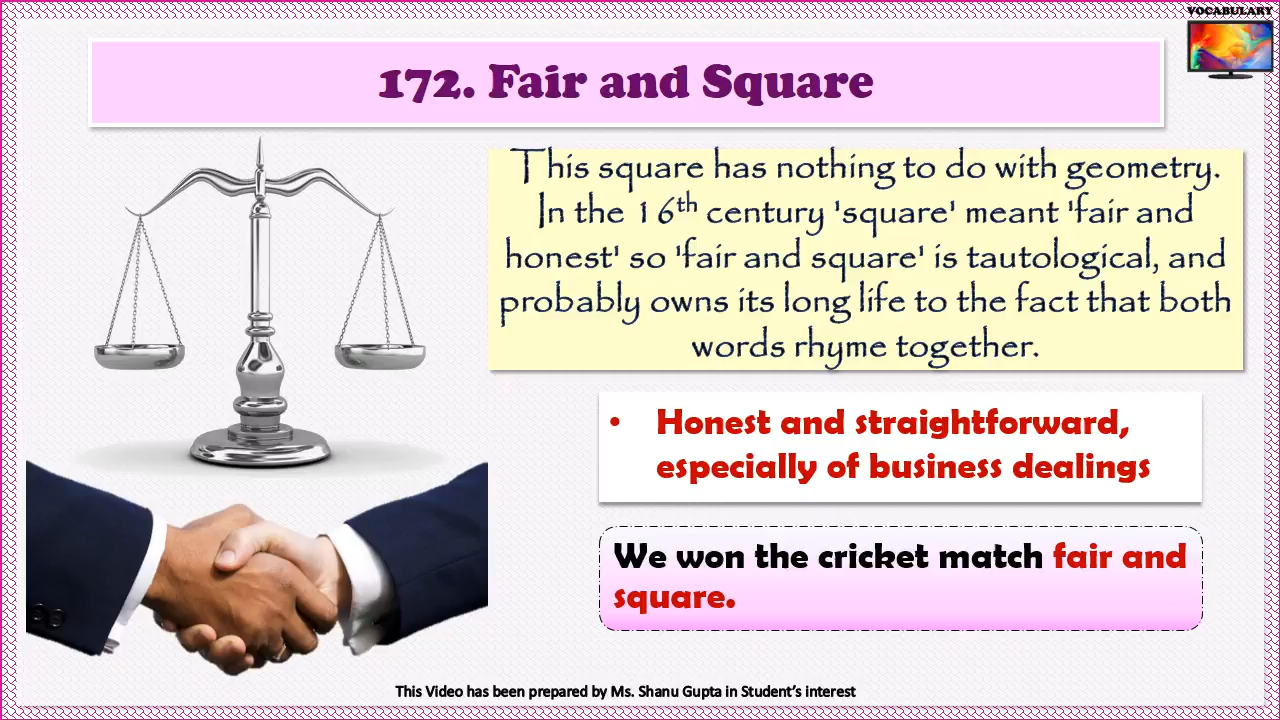 VOCABULARY
172. Fair and Square
This square has nothing to do with geometry.
In the 16th century 'square' meant 'fair and
honest' so 'fair and square' is tautological, and
probably owns its long life to the fact that both
words rhyme together.
• Honest and straightforward,
especially of business dealings
We won the cricket match fair and
square.
This Video has been prepared by Ms. Shanu Gupta in Student's interest